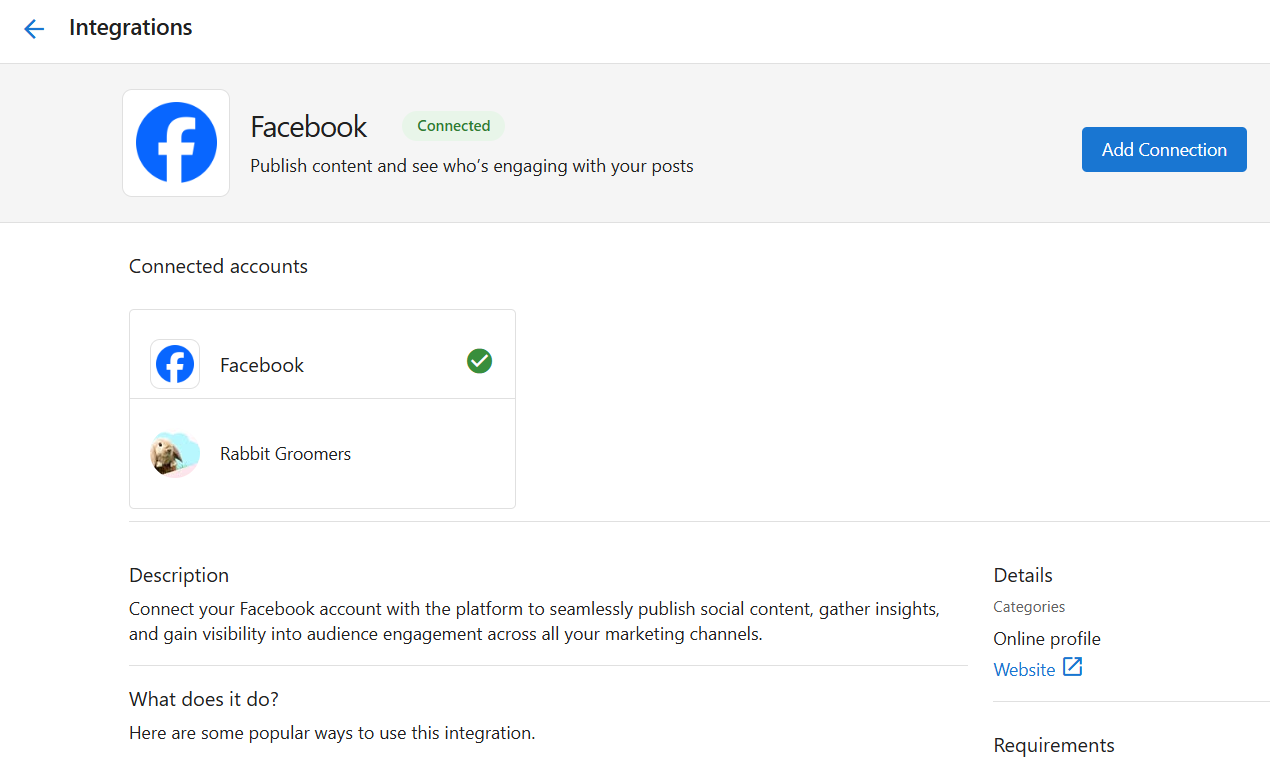 Integrations
Facebook
Connected
Publish content and see who’s engaging with your posts
Add Connection
Connected accounts
Facebook
Rabbit Groomers
Description
Connect your Facebook account with the platform to seamlessly publish social content, gather insights,
and gain visibility into audience engagement across all your marketing channels.
What does it do?
Here are some popular ways to use this integration.
Details
Categories
Online profile
Website
Requirements